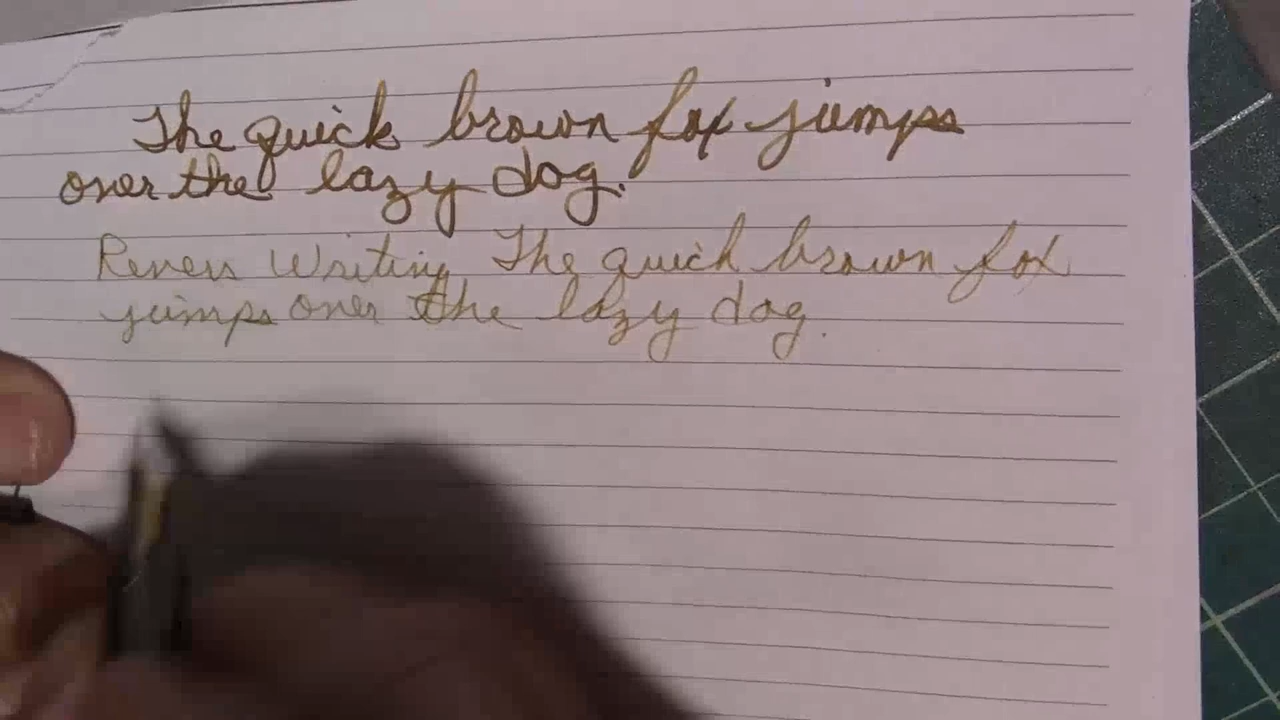 The quick brown fox jumps
over the lazy dog.
Revers Writing. The quick brown fox
jumps over the lazy dog.